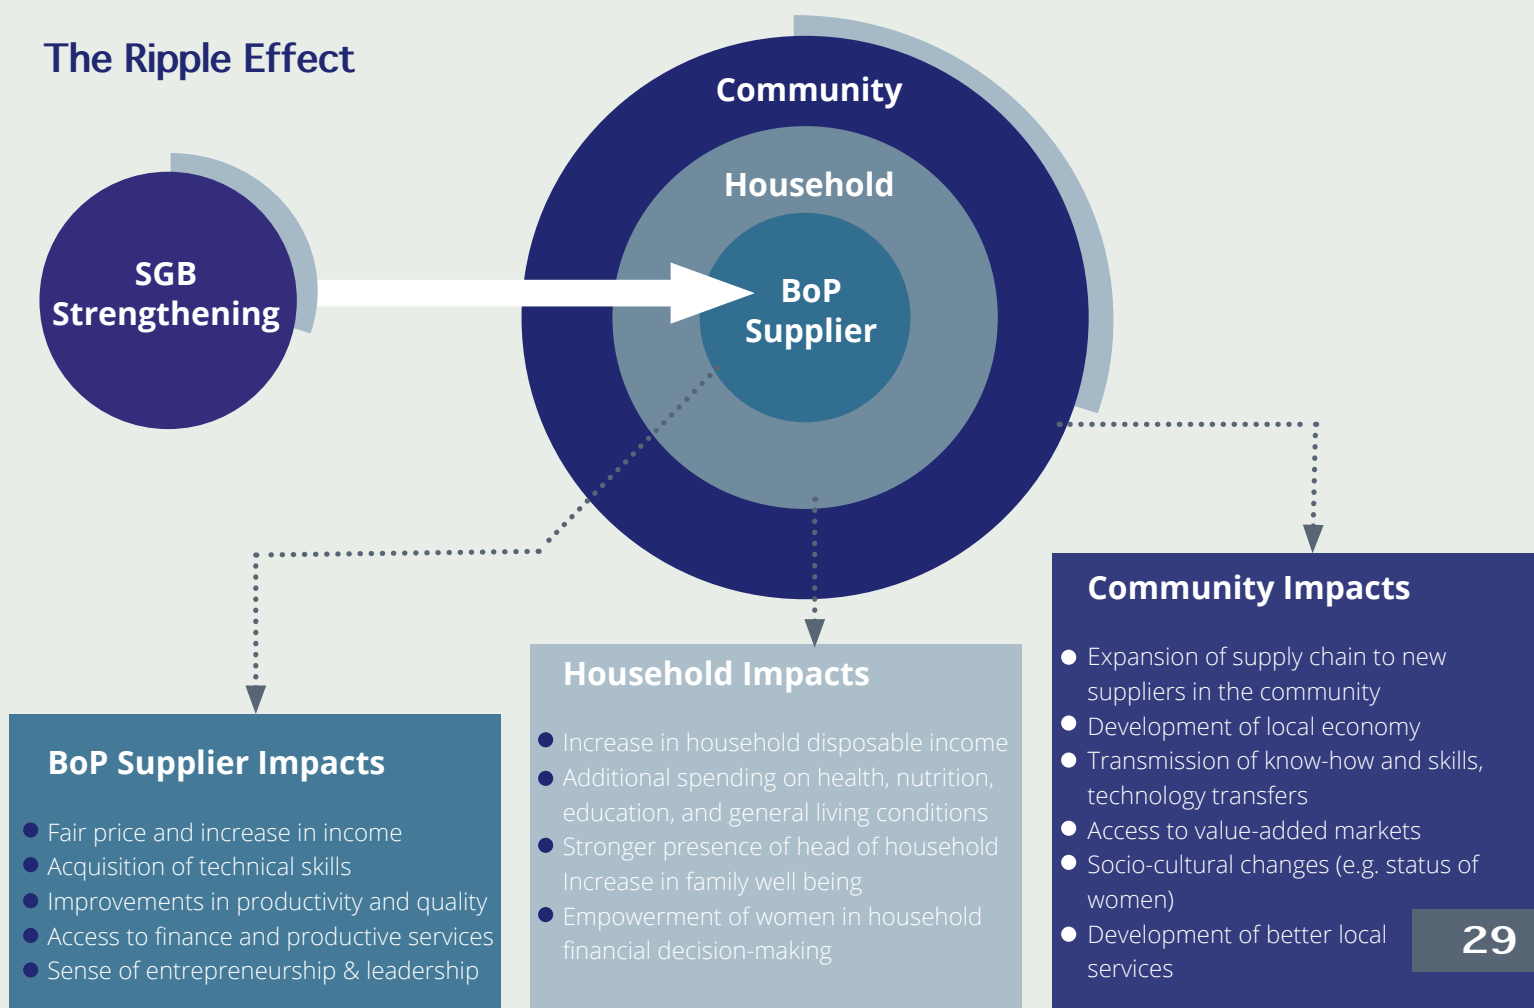 The Ripple Effect
Community
Household
SGB
Strengthening
BoP
Supplier
BoP Supplier Impacts
Fair price and increase in income
Acquisition of technical skills
Improvements in productivity and quality
Access to finance and productive services
Sense of entrepreneurship & leadership
Household Impacts
Increase in household disposable income
Additional spending on health, nutrition,
education, and general living conditions
Stronger presence of head of household
Increase in family well being
Empowerment of women in household
financial decision-making
Community Impacts
Expansion of supply chain to new
suppliers in the community
Development of local economy
Transmission of know-how and skills,
technology transfers
Access to value-added markets
Socio-cultural changes (e.g. status of
women)
Development of better local
services
29